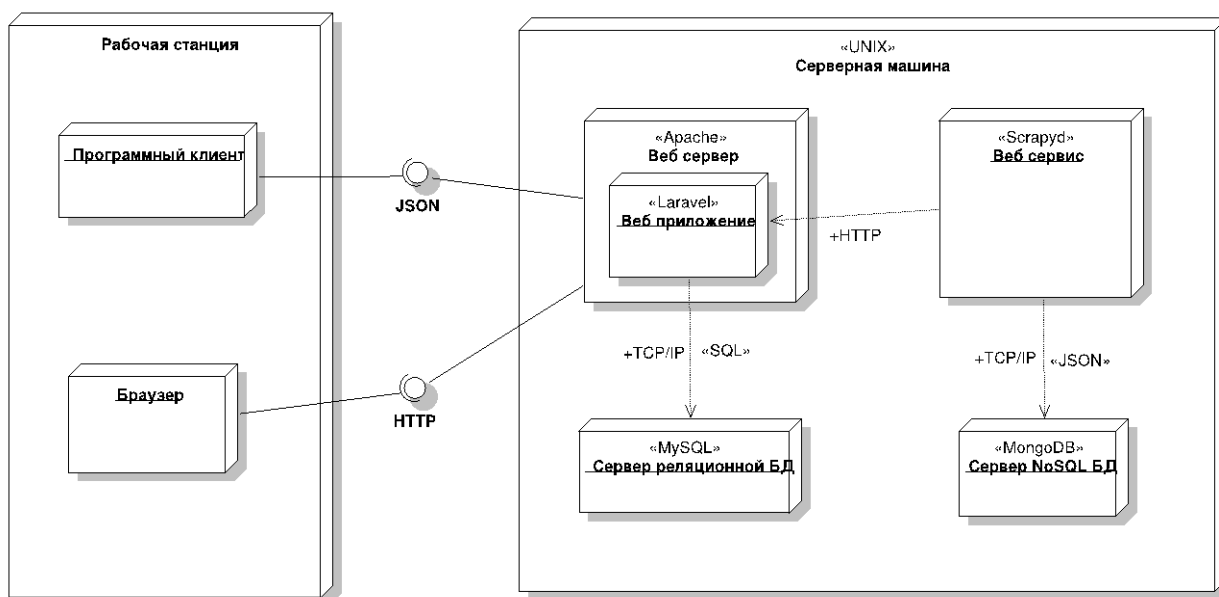 Рабочая станция
Программный клиент
JSON
Браузер
HTTP
«UNIX»
Серверная машина
«Apache»
Веб сервер
«Laravel»
Веб приложение
«Scrapyd»
Веб сервис
+HTTP
+TCP/IP «SQL»
+TCP/IP «JSON»
«MySQL»
Сервер реляционной БД
«MongoDB»
Сервер NoSQL БД